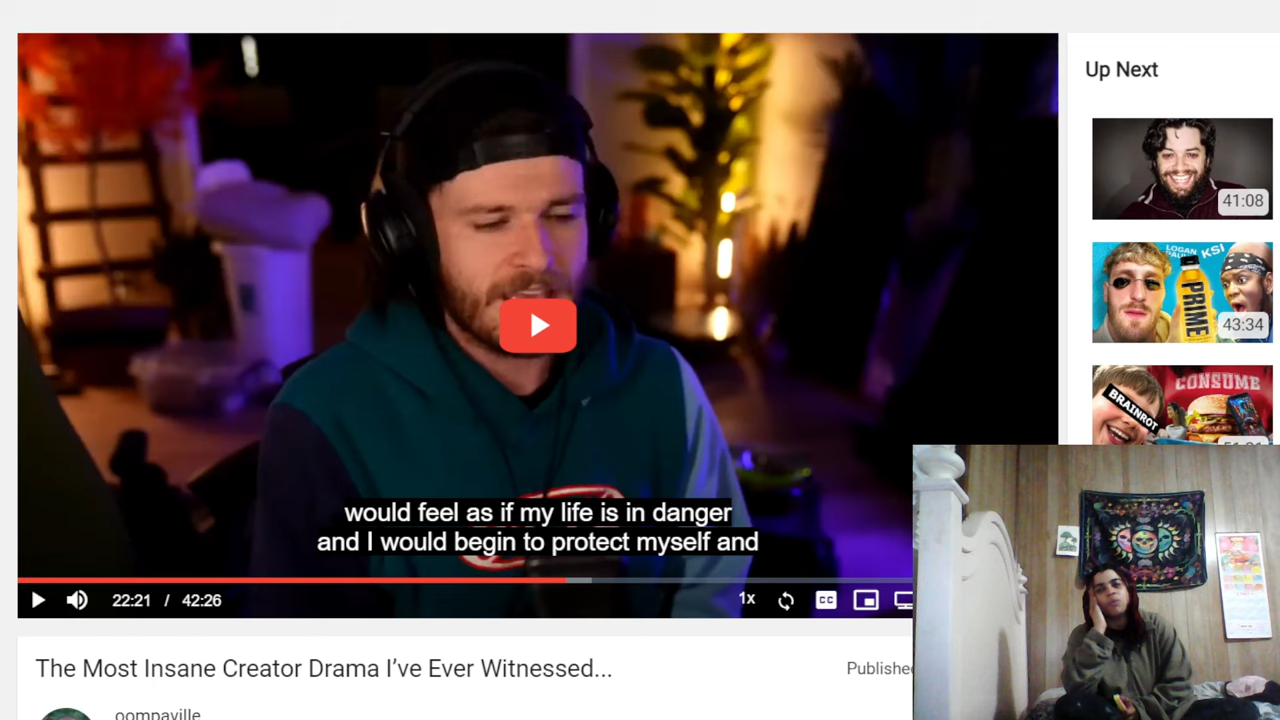 Up Next
41:08
LOGAN
PAUL
KSI
PRIME
43:34
CONSUME
BRAINROT
would feel as if my life is in danger
and I would begin to protect myself and
22:21 / 42:26
1x
CC
The Most Insane Creator Drama I’ve Ever Witnessed...
Published
oompaville